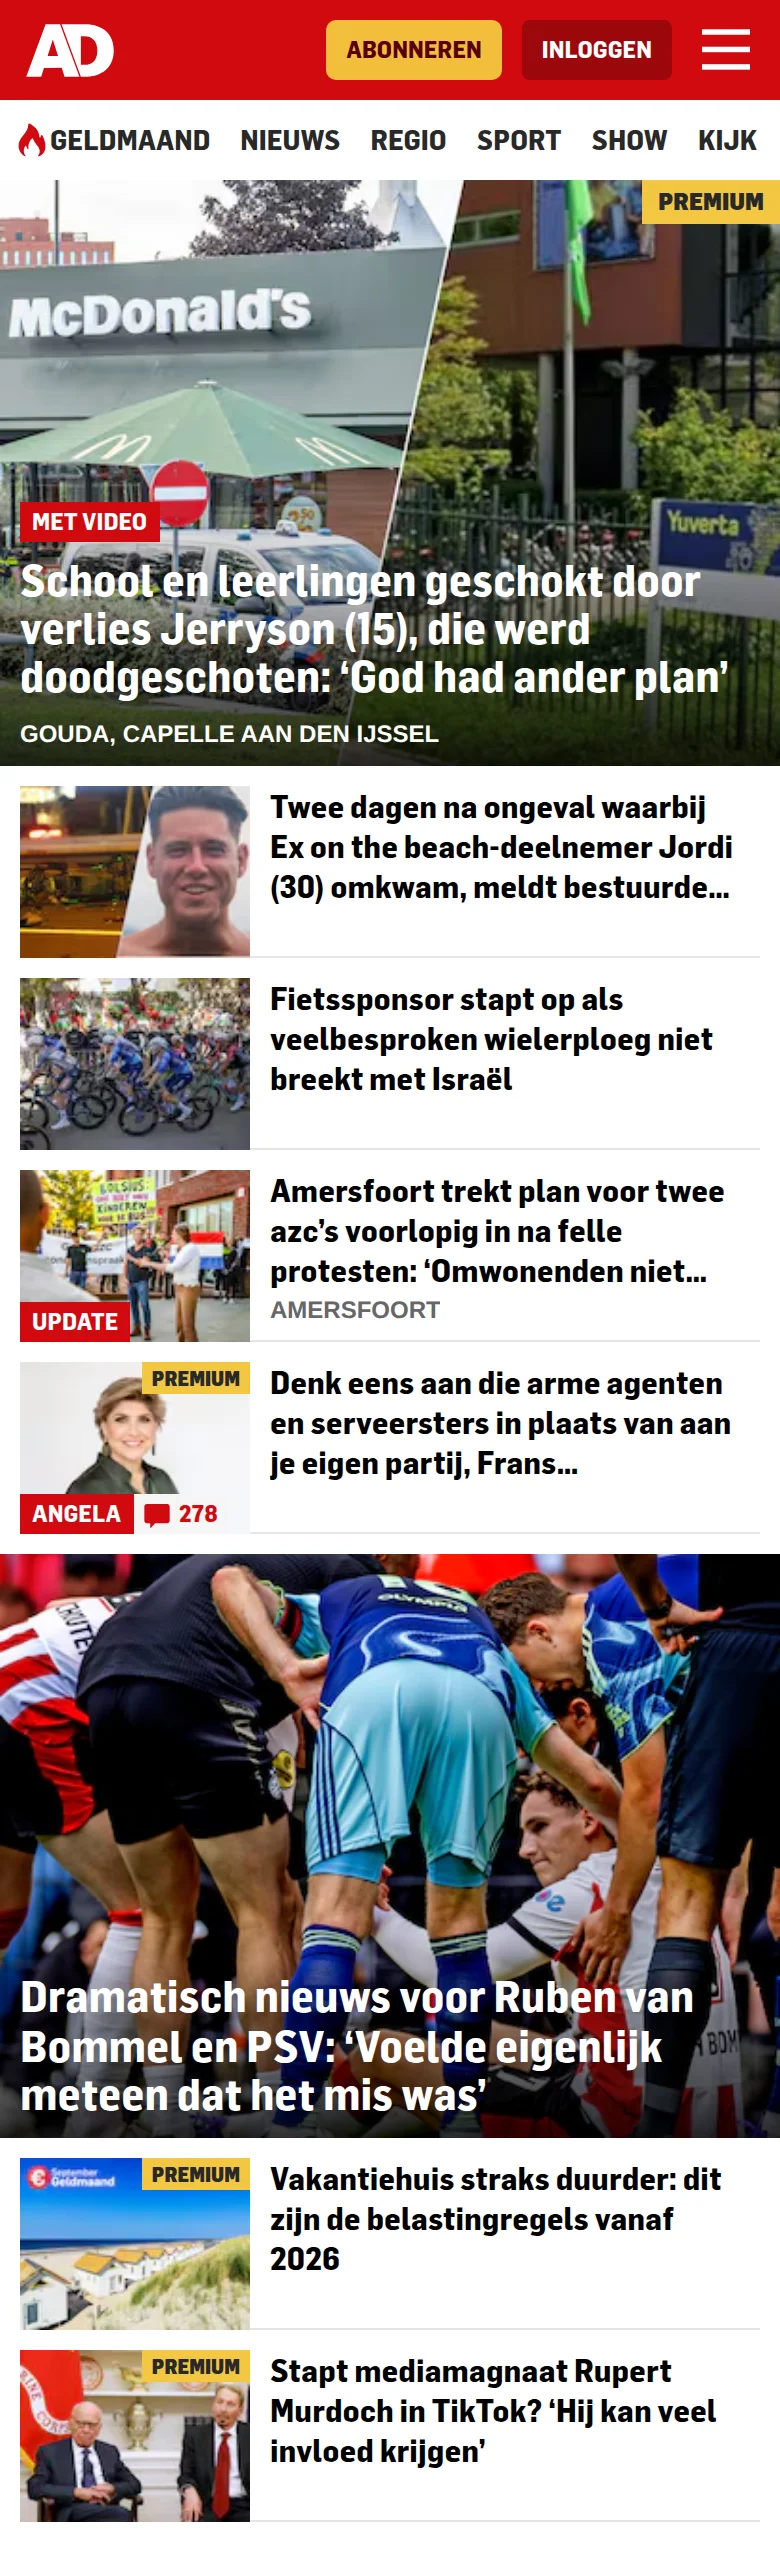 AD
ABONNEREN
INLOGGEN
GELDMAAND NIEUWS REGIO SPORT SHOW KIJK
PREMIUM
McDonald's
Yuverta
MET VIDEO
School en leerlingen geschokt door
verlies Jerryson (15), die werd
doodgeschoten: ‘God had ander plan’
GOUDA, CAPELLE AAN DEN IJSSEL
Twee dagen na ongeval waarbij
Ex on the beach-deelnemer Jordi
(30) omkwam, meldt bestuurde...
Fietssponsor stapt op als
veelbesproken wielerploeg niet
breekt met Israël
Amersfoort trekt plan voor twee
azc’s voorlopig in na felle
protesten: ‘Omwonenden niet...
AMERSFOORT
UPDATE
PREMIUM
Denk eens aan die arme agenten
en serveersters in plaats van aan
je eigen partij, Frans...
ANGELA
278
OLYMPIA
Dramatisch nieuws voor Ruben van
Bommel en PSV: ‘Voelde eigenlijk
meteen dat het mis was’
September
Geldmaand
PREMIUM
Vakantiehuis straks duurder: dit
zijn de belastingregels vanaf
2026
PREMIUM
Stapt mediamagnaat Rupert
Murdoch in TikTok? ‘Hij kan veel
invloed krijgen’